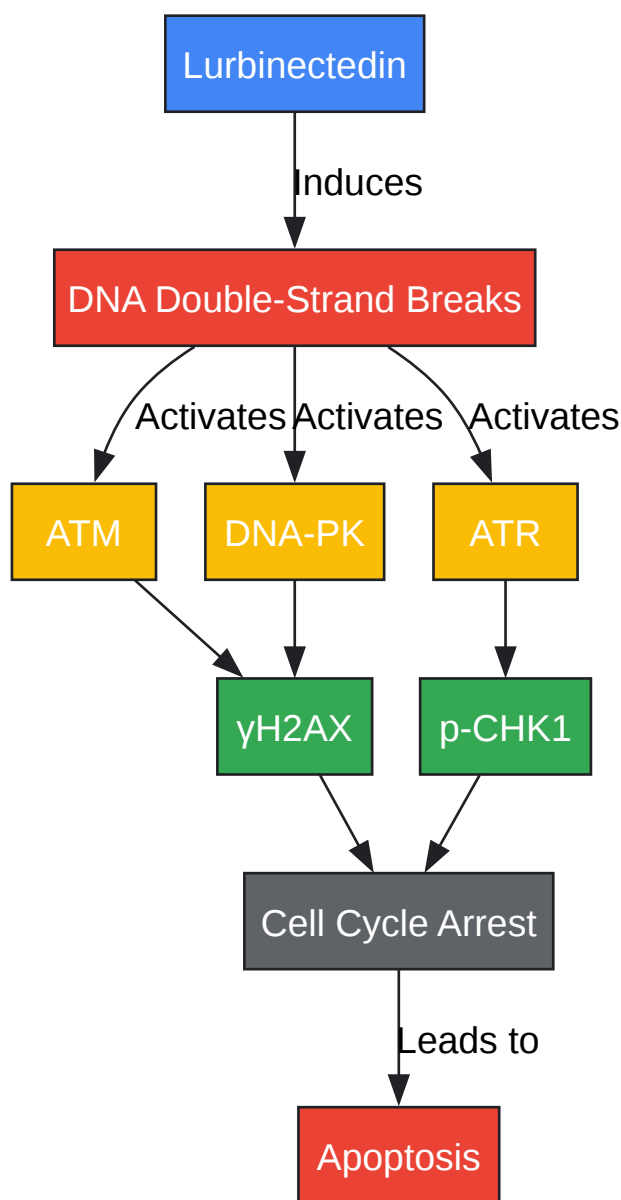 Lurbinectedin
Induces
DNA Double-Strand Breaks
Activates Activates Activates
ATM DNA-PK ATR
γH2AX p-CHK1
Cell Cycle Arrest
Leads to
Apoptosis